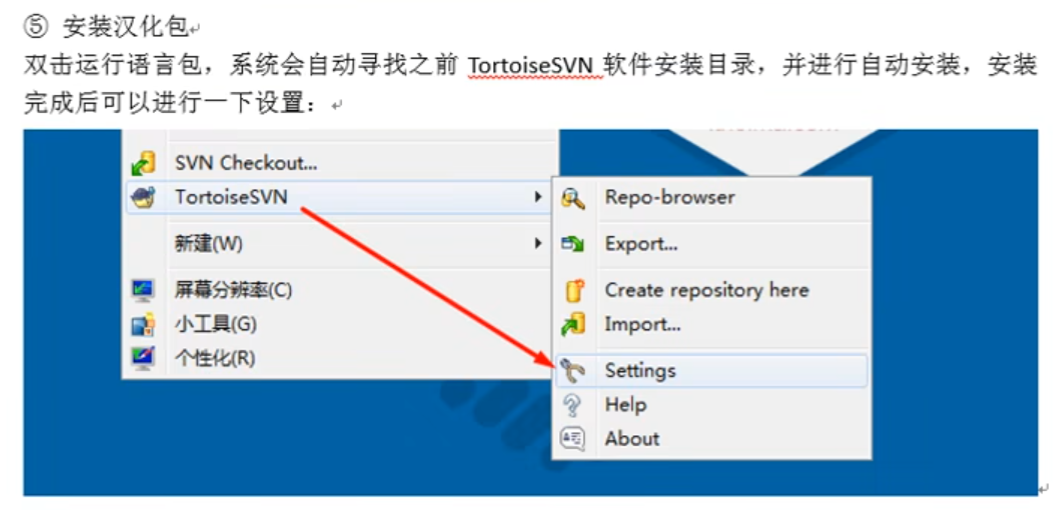 ⑤ 安装汉化包
双击运行语言包，系统会自动寻找之前 TortoiseSVN 软件安装目录，并进行自动安装，安装
完成后可以进行一下设置：
SVN Checkout...
TortoiseSVN
新建(W)
屏幕分辨率(C)
小工具(G)
个性化(R)
Repo-browser
Export...
Create repository here
Import...
Settings
Help
About